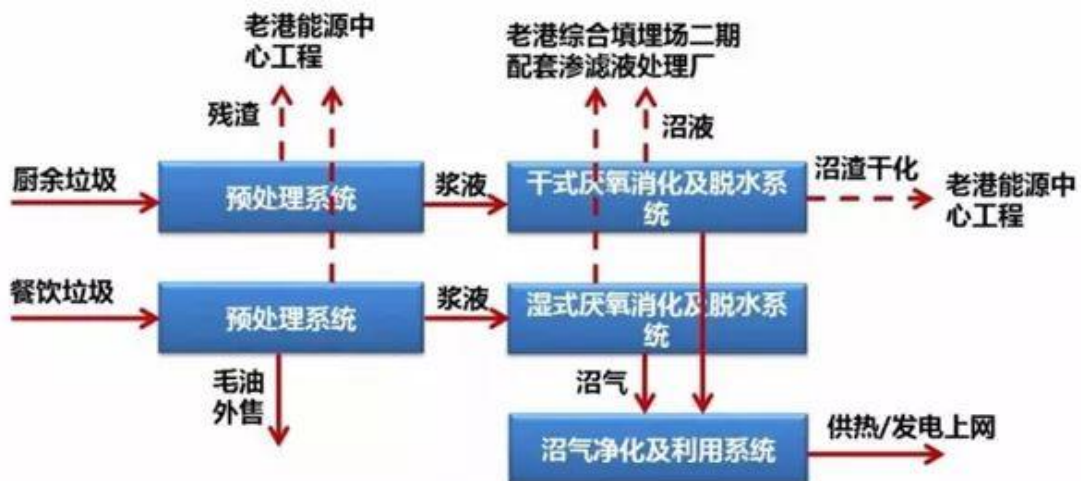 老港能源中
心工程
老港综合填埋场二期
配套渗滤液处理厂
残渣
沼液
厨余垃圾
预处理系统
浆液
干式厌氧消化及脱水系
统
沼渣干化
老港能源中
心工程
餐饮垃圾
预处理系统
浆液
湿式厌氧消化及脱水系
统
毛油
外售
沼气
沼气净化及利用系统
供热/发电上网